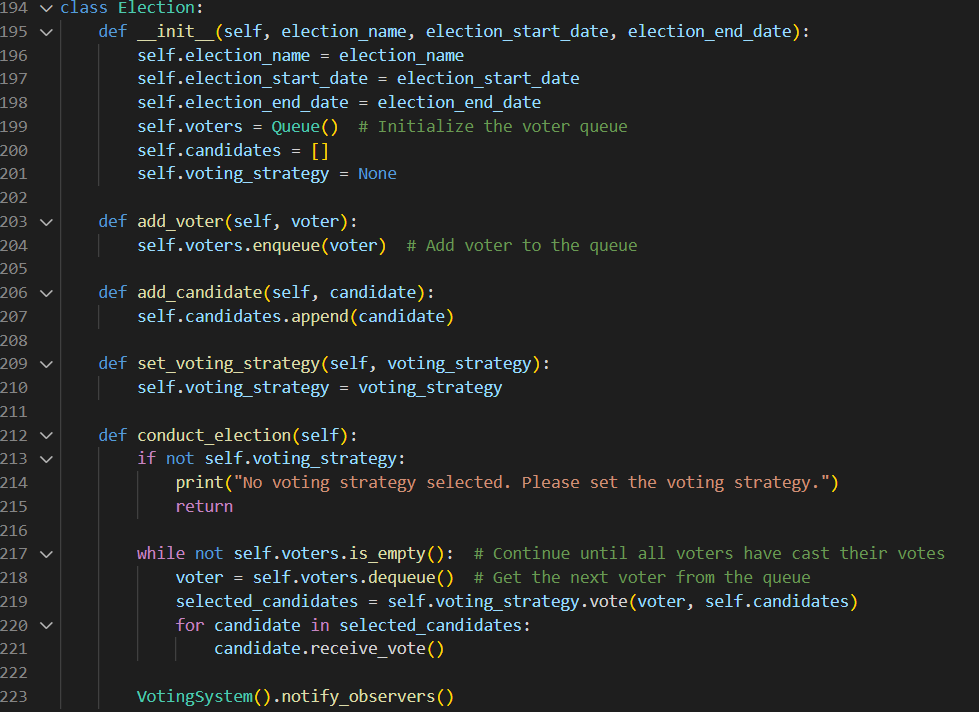 194 class Election:
195     def __init__(self, election_name, election_start_date, election_end_date):
196         self.election_name = election_name
197         self.election_start_date = election_start_date
198         self.election_end_date = election_end_date
199         self.voters = Queue()  # Initialize the voter queue
200         self.candidates = []
201         self.voting_strategy = None
202
203     def add_voter(self, voter):
204         self.voters.enqueue(voter)  # Add voter to the queue
205
206     def add_candidate(self, candidate):
207         self.candidates.append(candidate)
208
209     def set_voting_strategy(self, voting_strategy):
210         self.voting_strategy = voting_strategy
211
212     def conduct_election(self):
213         if not self.voting_strategy:
214             print("No voting strategy selected. Please set the voting strategy.")
215             return
216
217         while not self.voters.is_empty():  # Continue until all voters have cast their votes
218             voter = self.voters.dequeue()  # Get the next voter from the queue
219             selected_candidates = self.voting_strategy.vote(voter, self.candidates)
220             for candidate in selected_candidates:
221                 candidate.receive_vote()
222
223         VotingSystem().notify_observers()